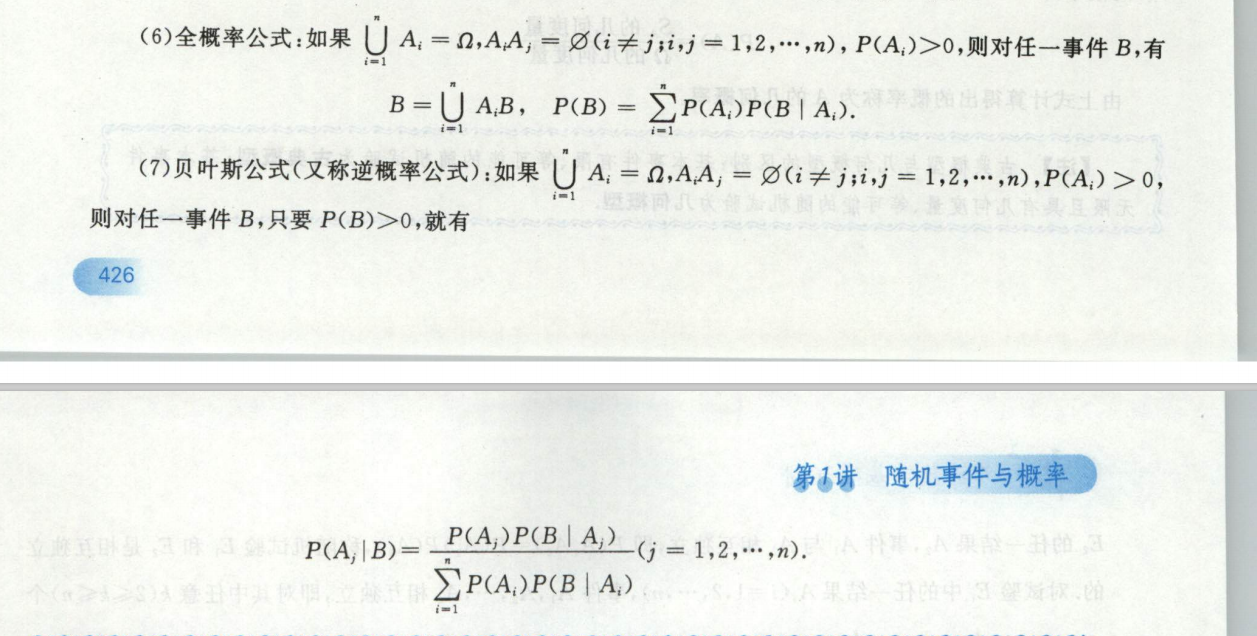 (6)全概率公式:如果 $\bigcup_{i=1}^{n} A_i = \Omega, A_iA_j = \varnothing (i \neq j; i,j = 1,2,\cdots,n), P(A_i)>0$,则对任一事件 B,有
$B = \bigcup_{i=1}^{n} A_iB, \quad P(B) = \sum_{i=1}^{n} P(A_i)P(B \mid A_i).$
(7)贝叶斯公式(又称逆概率公式):如果 $\bigcup_{i=1}^{n} A_i = \Omega, A_iA_j = \varnothing (i \neq j; i,j = 1,2,\cdots,n), P(A_i) > 0$,
则对任一事件 B,只要 P(B)>0,就有
426
第1讲 随机事件与概率
$P(A_j \mid B) = \frac{P(A_j)P(B \mid A_j)}{\sum_{i=1}^{n} P(A_i)P(B \mid A_i)} (j = 1,2,\cdots,n).$